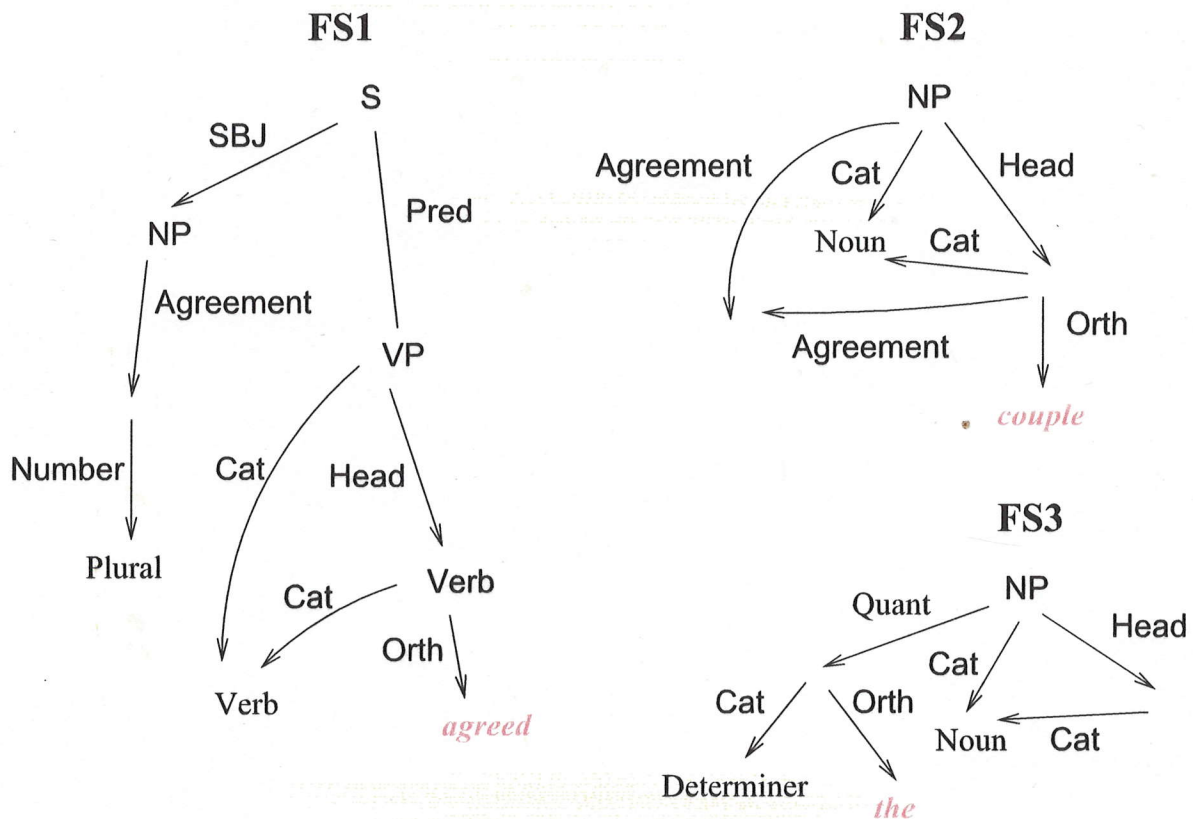 FS1
S
SBJ
Pred
NP
Agreement
Number
Plural
VP
Cat
Head
Verb
Cat
Orth
Verb
agreed
FS2
NP
Agreement
Cat
Head
Noun
Cat
Agreement
Orth
couple
FS3
NP
Quant
Cat
Head
Cat
Orth
Noun
Cat
Determiner
the